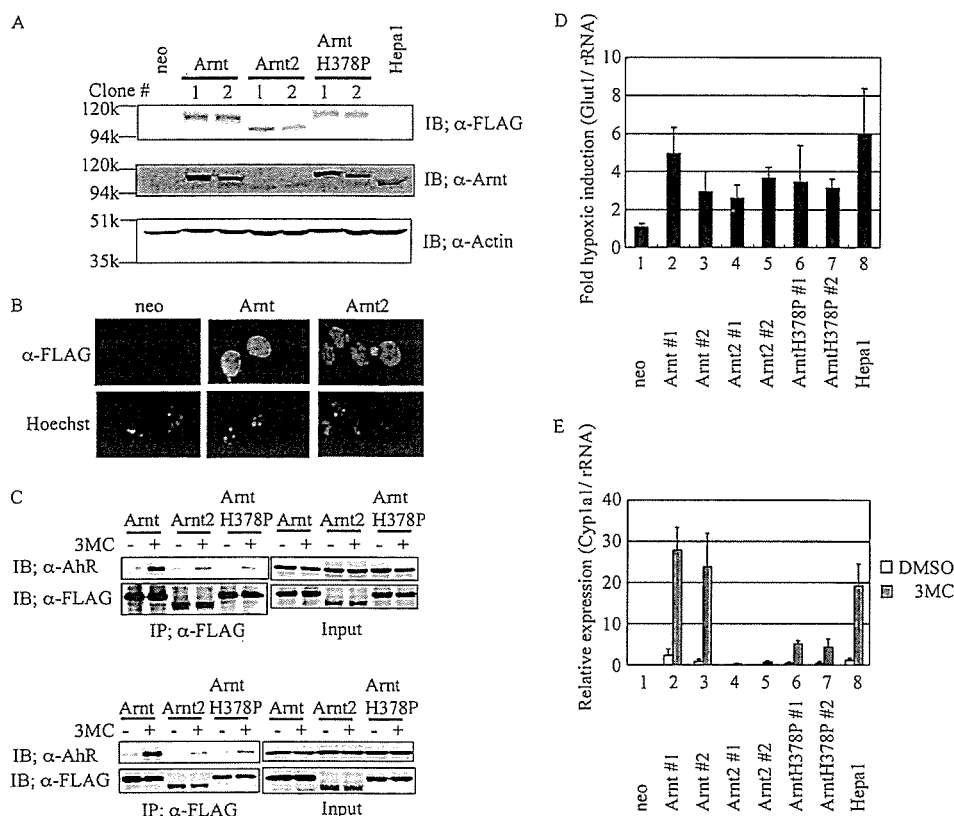 A
neo
Arnt
Arnt2
Arnt
H378P
Hepa1
Clone #
1 2 1 2 1 2
120k
94k
IB; α-FLAG
120k
94k
IB; α-Arnt
51k
35k
IB; α-Actin
B
neo
Arnt
Arnt2
α-FLAG
Hoechst
C
Arnt
Arnt2
Arnt
H378P
Arnt
Arnt2
Arnt
H378P
3MC - + - + - + - + - + - +
IB; α-AhR
IB; α-FLAG
IP; α-FLAG
Input
Arnt
Arnt2
Arnt
H378P
Arnt
Arnt2
Arnt
H378P
3MC - + - + - + - + - + - +
IB; α-AhR
IB; α-FLAG
IP; α-FLAG
Input
D
Fold hypoxic induction (Glut1/ rRNA)
10
8
6
4
2
0
1 2 3 4 5 6 7 8
neo
Arnt #1
Arnt #2
Arnt2 #1
Arnt2 #2
ArntH378P #1
ArntH378P #2
Hepa1
E
Relative expression (Cyp1a1/ rRNA)
40
30
20
10
0
DMSO
3MC
1 2 3 4 5 6 7 8
neo
Arnt #1
Arnt #2
Arnt2 #1
Arnt2 #2
ArntH378P #1
ArntH378P #2
Hepa1